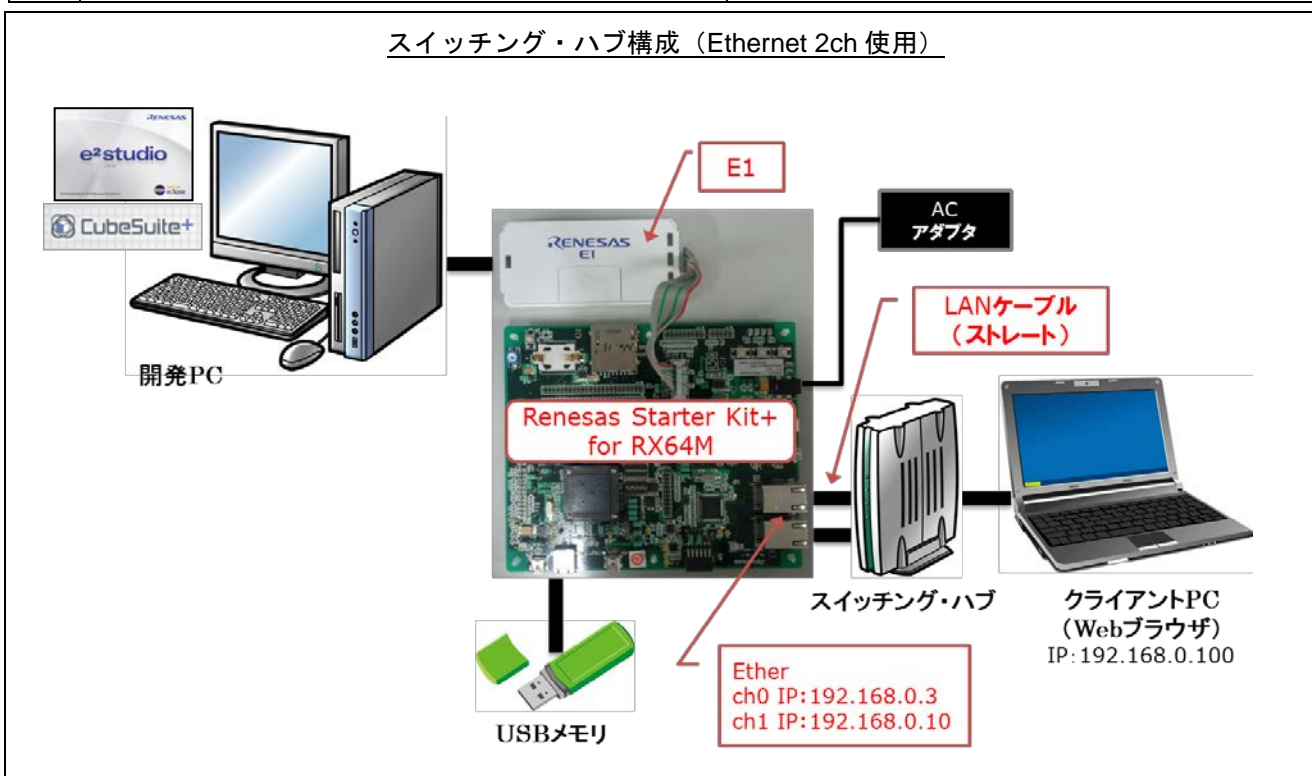 スイッチング・ハブ構成（Ethernet 2ch 使用）
RENESAS
e² studio
CubeSuite+
開発PC
RENESAS
E1
E1
AC
アダプタ
LANケーブル
（ストレート）
Renesas Starter Kit+
for RX64M
スイッチング・ハブ
クライアントPC
（Webブラウザ）
IP:192.168.0.100
Ether
ch0 IP:192.168.0.3
ch1 IP:192.168.0.10
USBメモリ